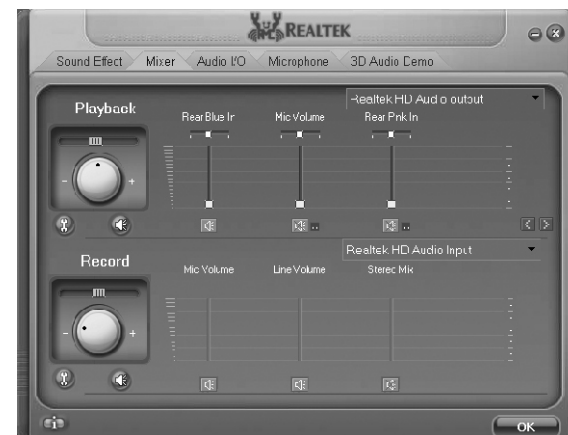 REALTEK
Sound Effect Mixer Audio I/O Microphone 3D Audio Demo
Playback
Realtek HD Audio output
Rear Blue In Mic Volume Rear Pink In
- +
Record
Realtek HD Audio Input
Mic Volume Line Volume Stereo Mix
- +
OK